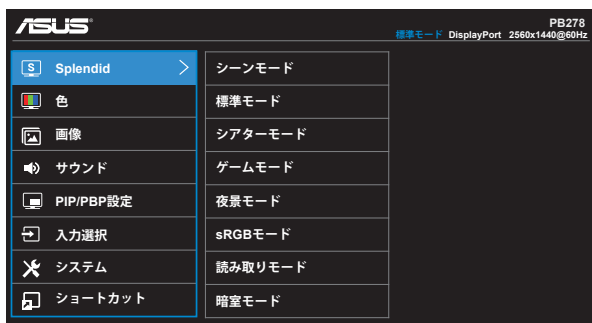 ASUS
PB278
標準モード DisplayPort 2560x1440@60Hz
S Splendid
色
画像
サウンド
PIP/PBP設定
入力選択
システム
ショートカット
シーンモード
標準モード
シアターモード
ゲームモード
夜景モード
sRGBモード
読み取りモード
暗室モード